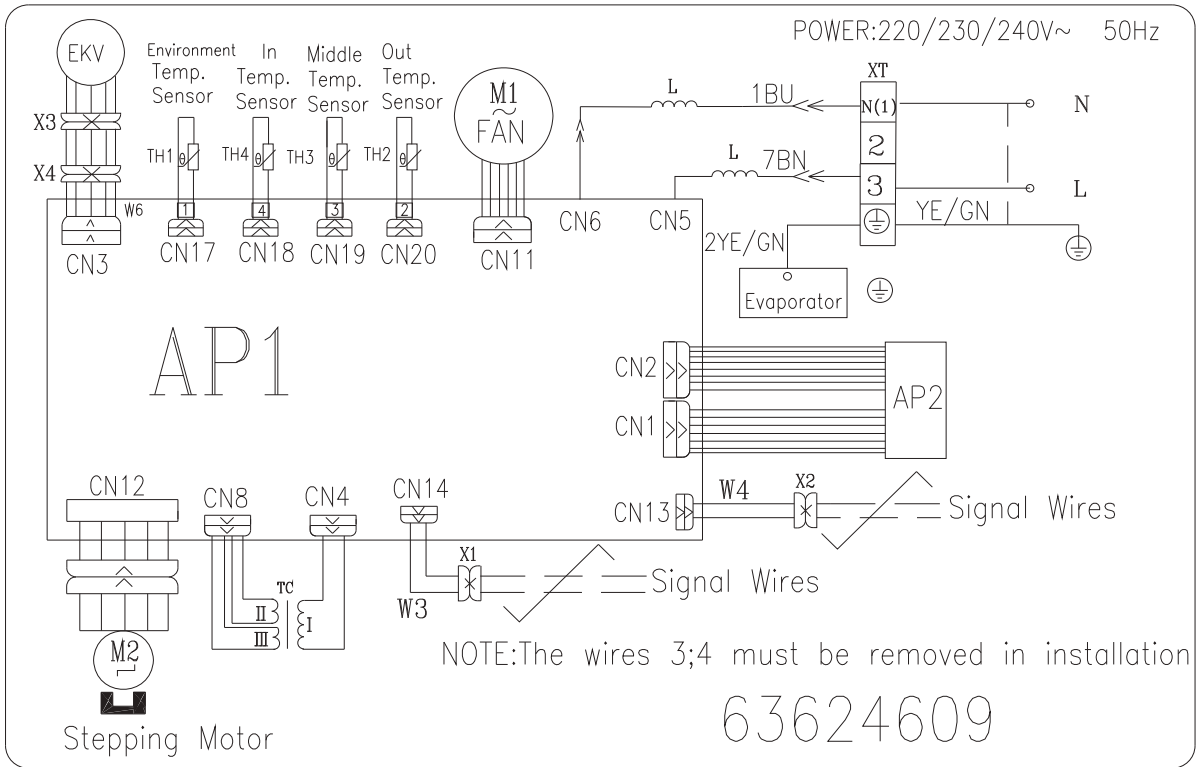 POWER:220/230/240V~ 50Hz
EKV
Environment Temp. Sensor
In Temp. Sensor
Middle Temp. Sensor
Out Temp. Sensor
M1
~
FAN
XT
L
1BU
N(1)
N
X3
X4
TH1
θ
TH4
θ
TH3
θ
TH2
θ
2
L
7BN
3
L
YE/GN
W6
1
4
3
2
CN3
CN17
CN18
CN19
CN20
CN11
CN6
CN5
2YE/GN
Evaporator
AP1
CN2
CN1
AP2
CN12
CN8
CN4
CN14
CN13
W4
X2
Signal Wires
X1
W3
Signal Wires
TC
II
III
I
M2
Stepping Motor
NOTE:The wires 3;4 must be removed in installation
63624609